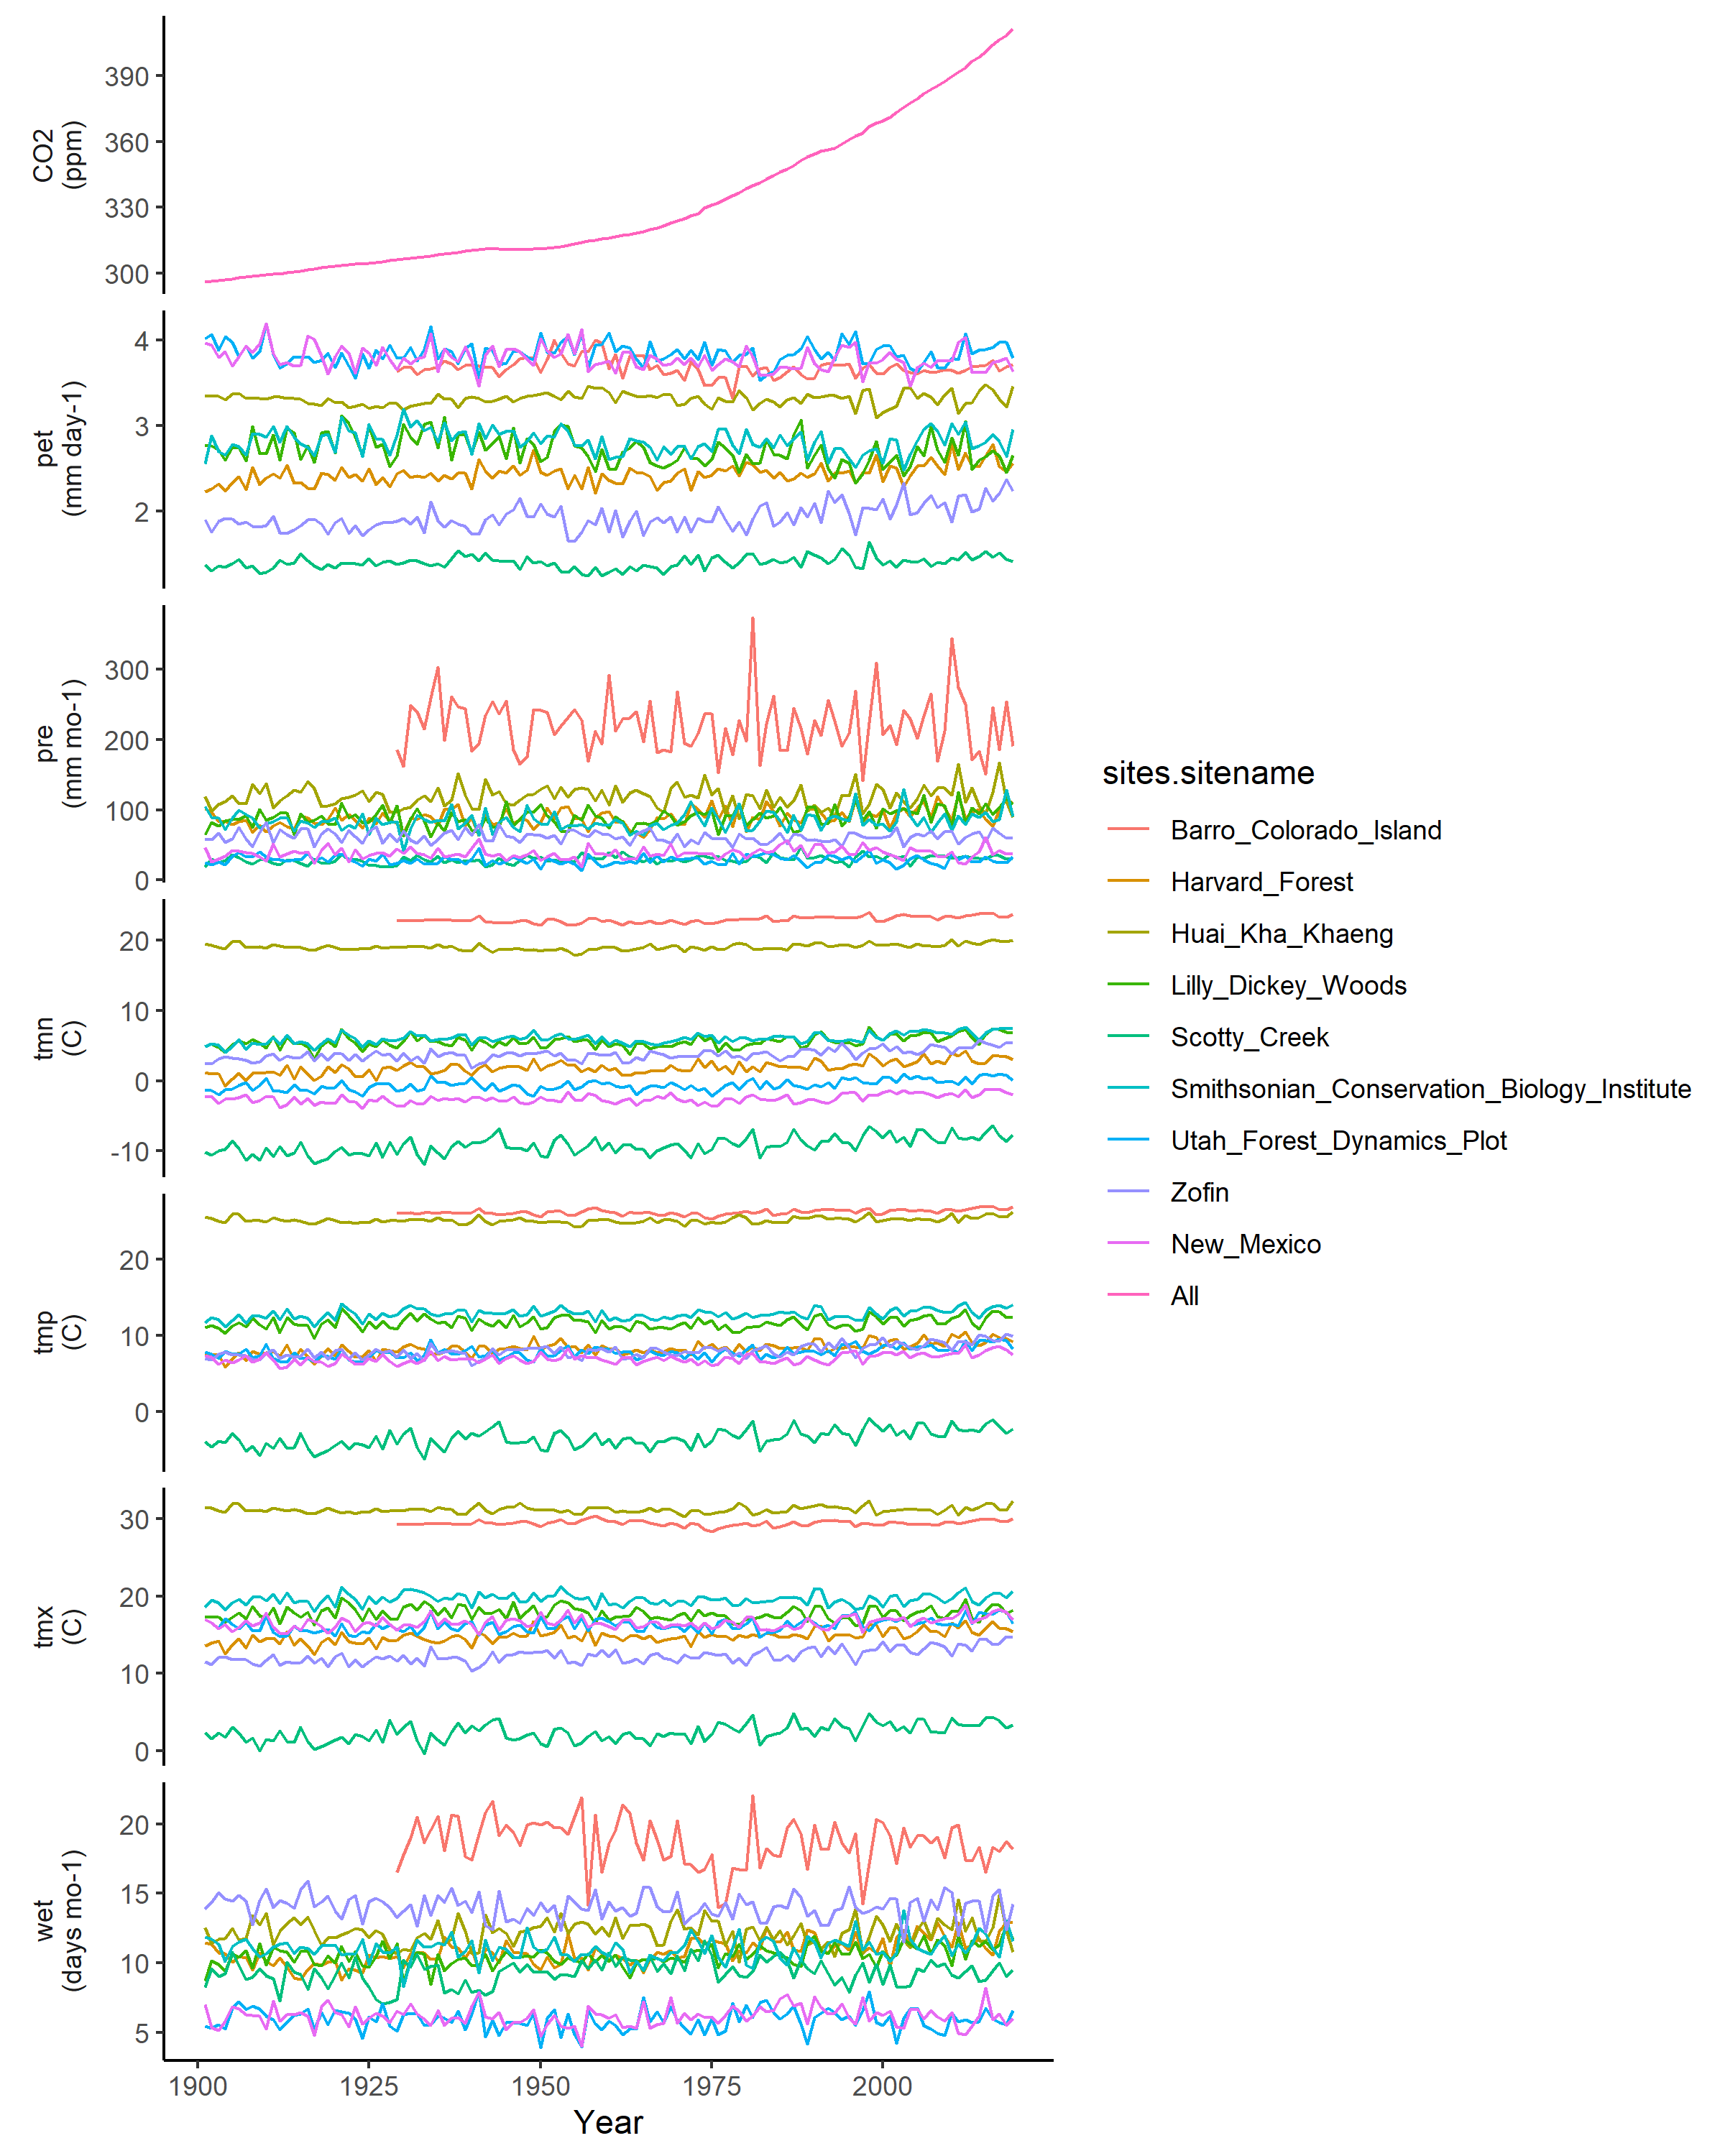 390
360
330
300
CO2
(ppm)
4
3
2
pet
(mm day-1)
300
200
100
0
pre
(mm mo-1)
20
10
0
-10
tmn
(C)
20
10
0
tmp
(C)
30
20
10
0
tmx
(C)
20
15
10
5
wet
(days mo-1)
1900 1925 1950 1975 2000
Year
sites.sitename
Barro_Colorado_Island
Harvard_Forest
Huai_Kha_Khaeng
Lilly_Dickey_Woods
Scotty_Creek
Smithsonian_Conservation_Biology_Institute
Utah_Forest_Dynamics_Plot
Zofin
New_Mexico
All